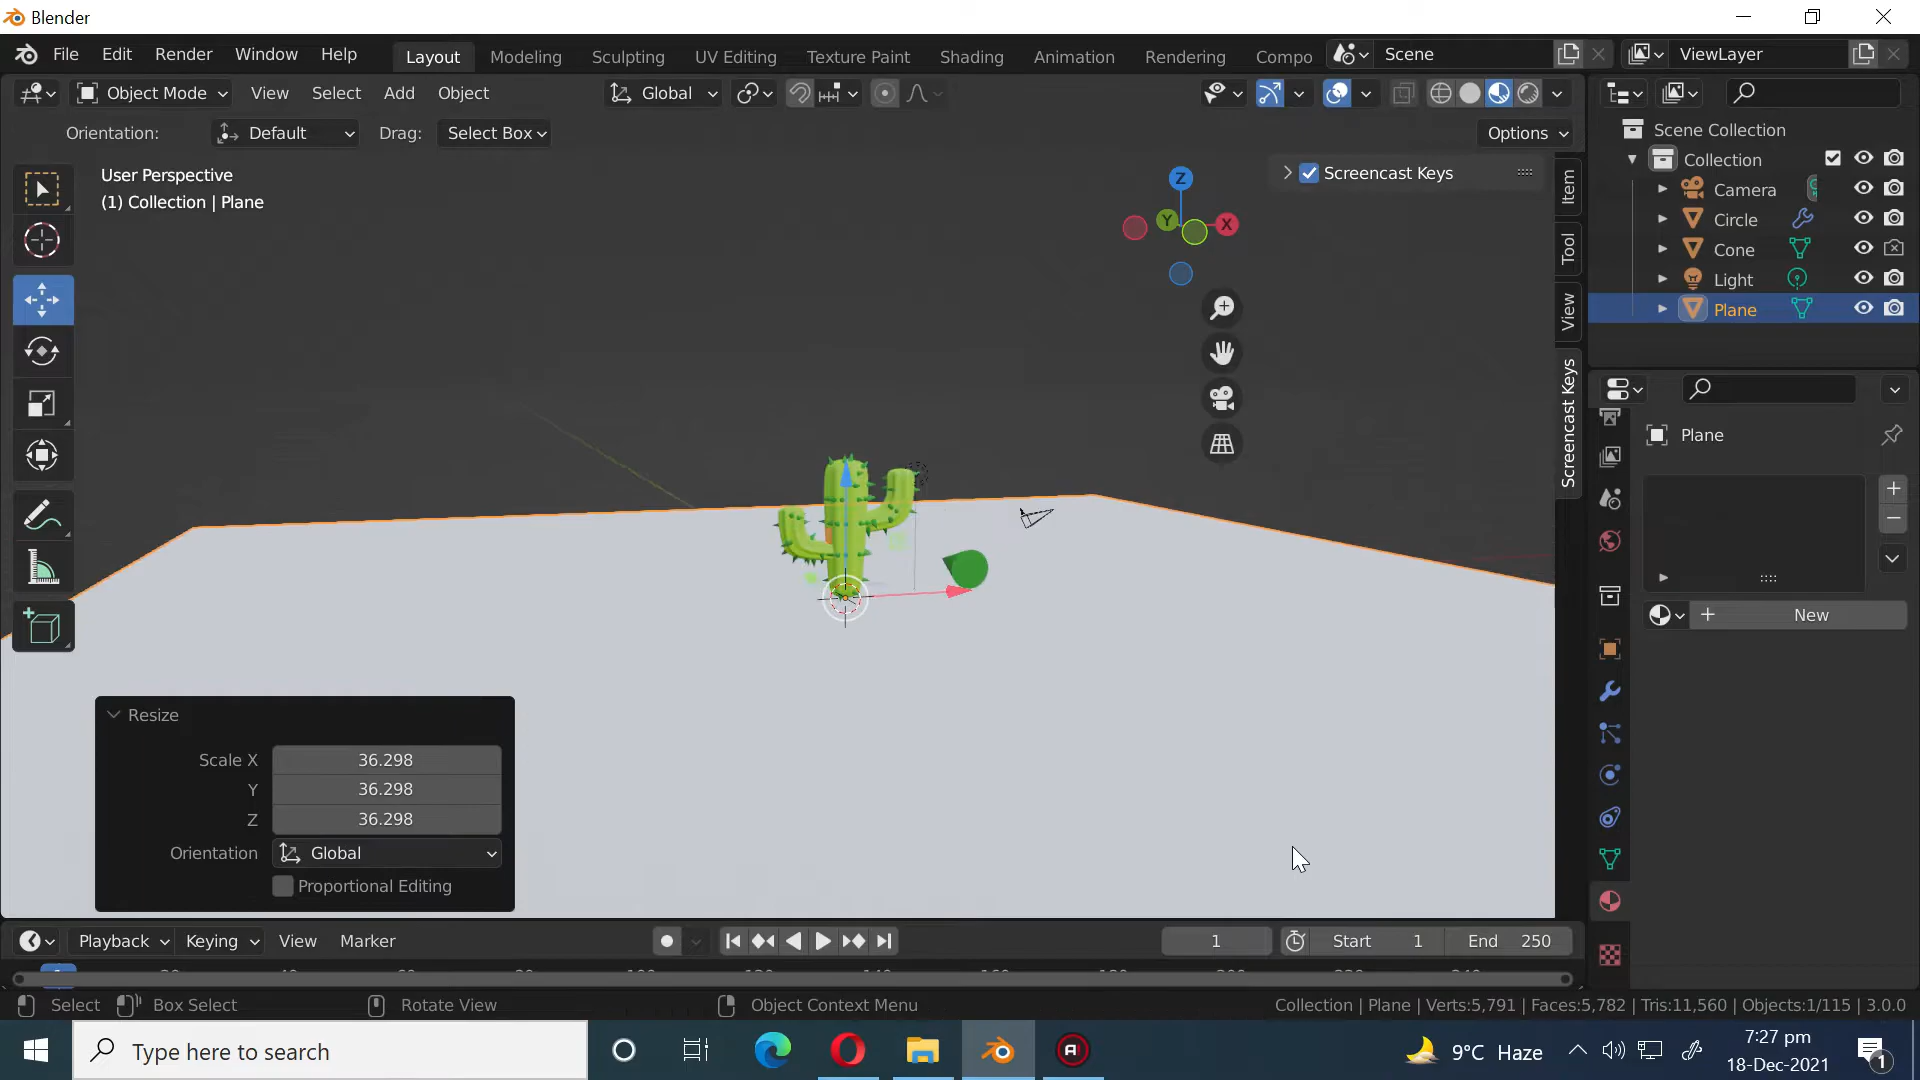 Blender
File Edit Render Window Help
Layout Modeling Sculpting UV Editing Texture Paint Shading Animation Rendering Compo
Scene
ViewLayer
Object Mode View Select Add Object
Global
Orientation: Default Drag: Select Box
Options
User Perspective
(1) Collection | Plane
Screencast Keys
Z
Y
X
Item
Tool
View
Screencast Keys
Scene Collection
Collection
Camera
Circle
Cone
Light
Plane
Plane
New
Resize
Scale X 36.298
Y 36.298
Z 36.298
Orientation Global
Proportional Editing
Playback Keying View Marker
1
Start 1
End 250
Select Box Select Rotate View Object Context Menu
Collection | Plane | Verts:5,791 | Faces:5,782 | Tris:11,560 | Objects:1/115 | 3.0.0
Type here to search
9°C Haze
7:27 pm
18-Dec-2021
1